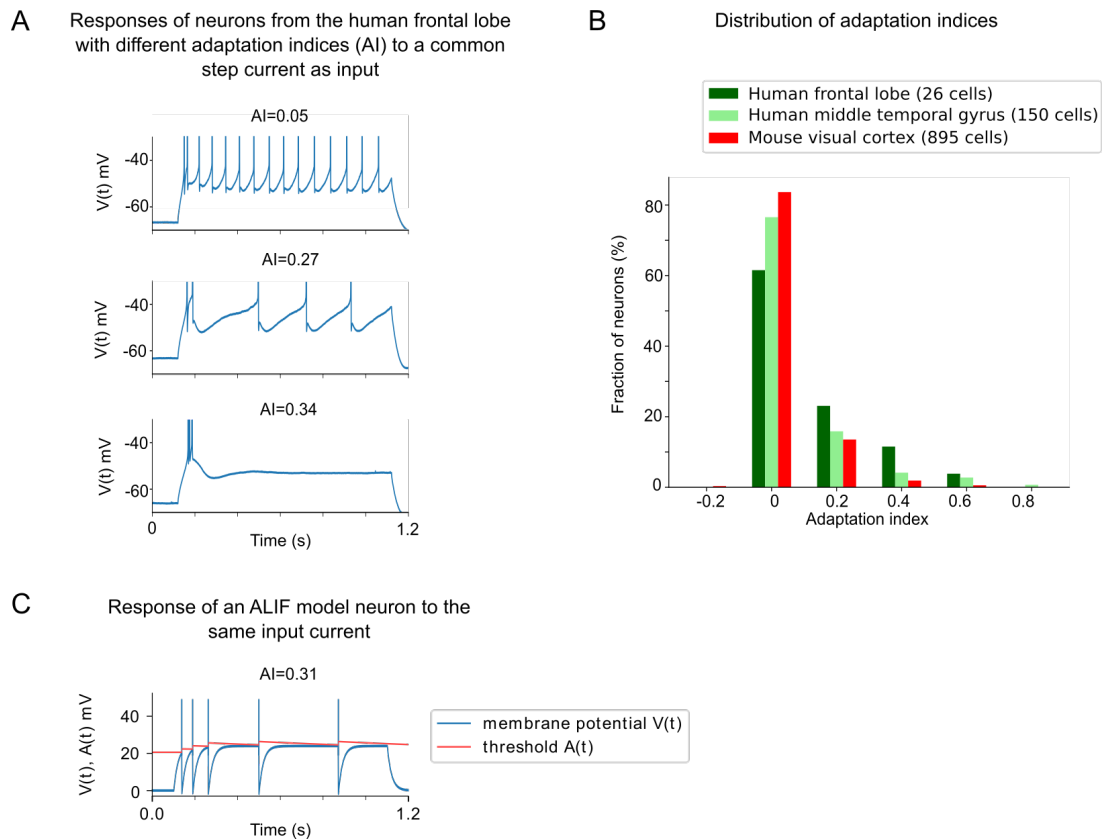 A
Responses of neurons from the human frontal lobe
with different adaptation indices (AI) to a common
step current as input
AI=0.05
V(t) mV
-40
-60
AI=0.27
V(t) mV
-40
-60
AI=0.34
V(t) mV
-40
-60
0
1.2
Time (s)
B
Distribution of adaptation indices
Human frontal lobe (26 cells)
Human middle temporal gyrus (150 cells)
Mouse visual cortex (895 cells)
Fraction of neurons (%)
80
60
40
20
0
-0.2
0
0.2
0.4
0.6
0.8
Adaptation index
C
Response of an ALIF model neuron to the
same input current
AI=0.31
V(t), A(t) mV
40
20
0
0.0
1.2
Time (s)
membrane potential V(t)
threshold A(t)